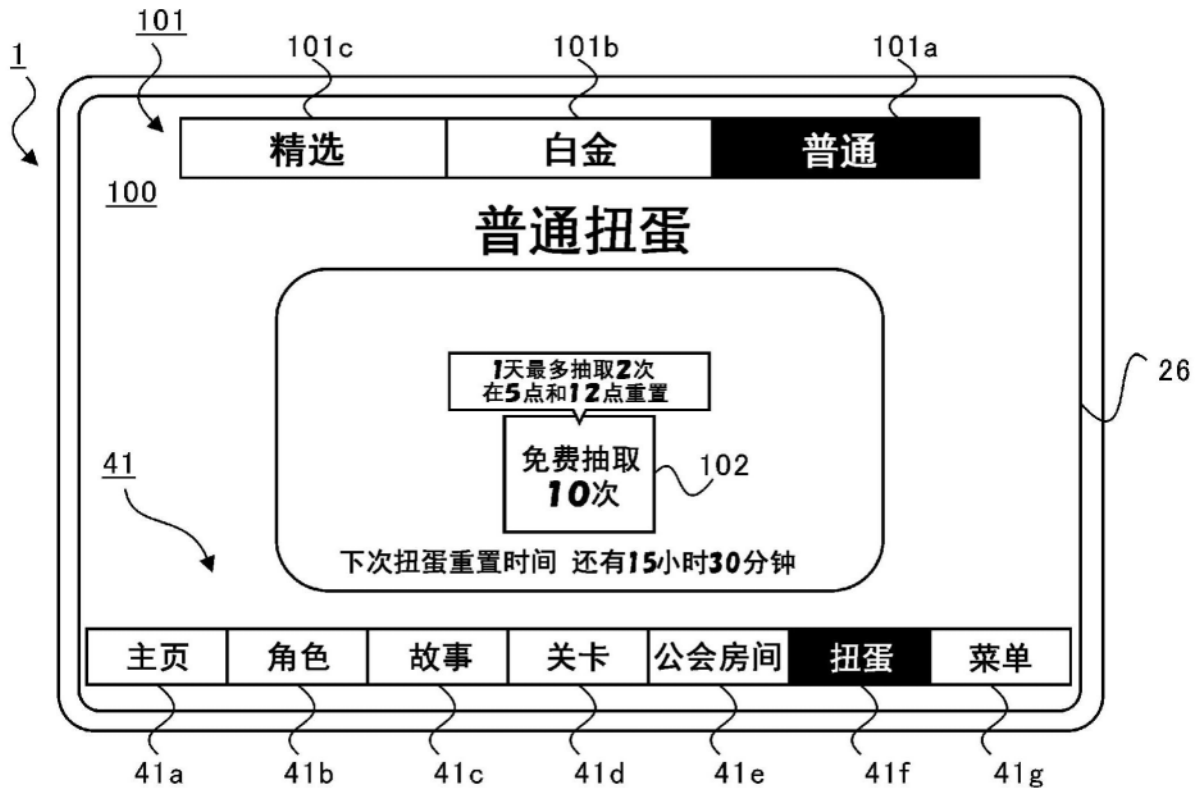 101
101c
101b
101a
1
精选
白金
普通
100
普通扭蛋
1天最多抽取2次
在5点和12点重置
26
免费抽取
10次
102
41
下次扭蛋重置时间 还有15小时30分钟
主页
角色
故事
关卡
公会房间
扭蛋
菜单
41a
41b
41c
41d
41e
41f
41g